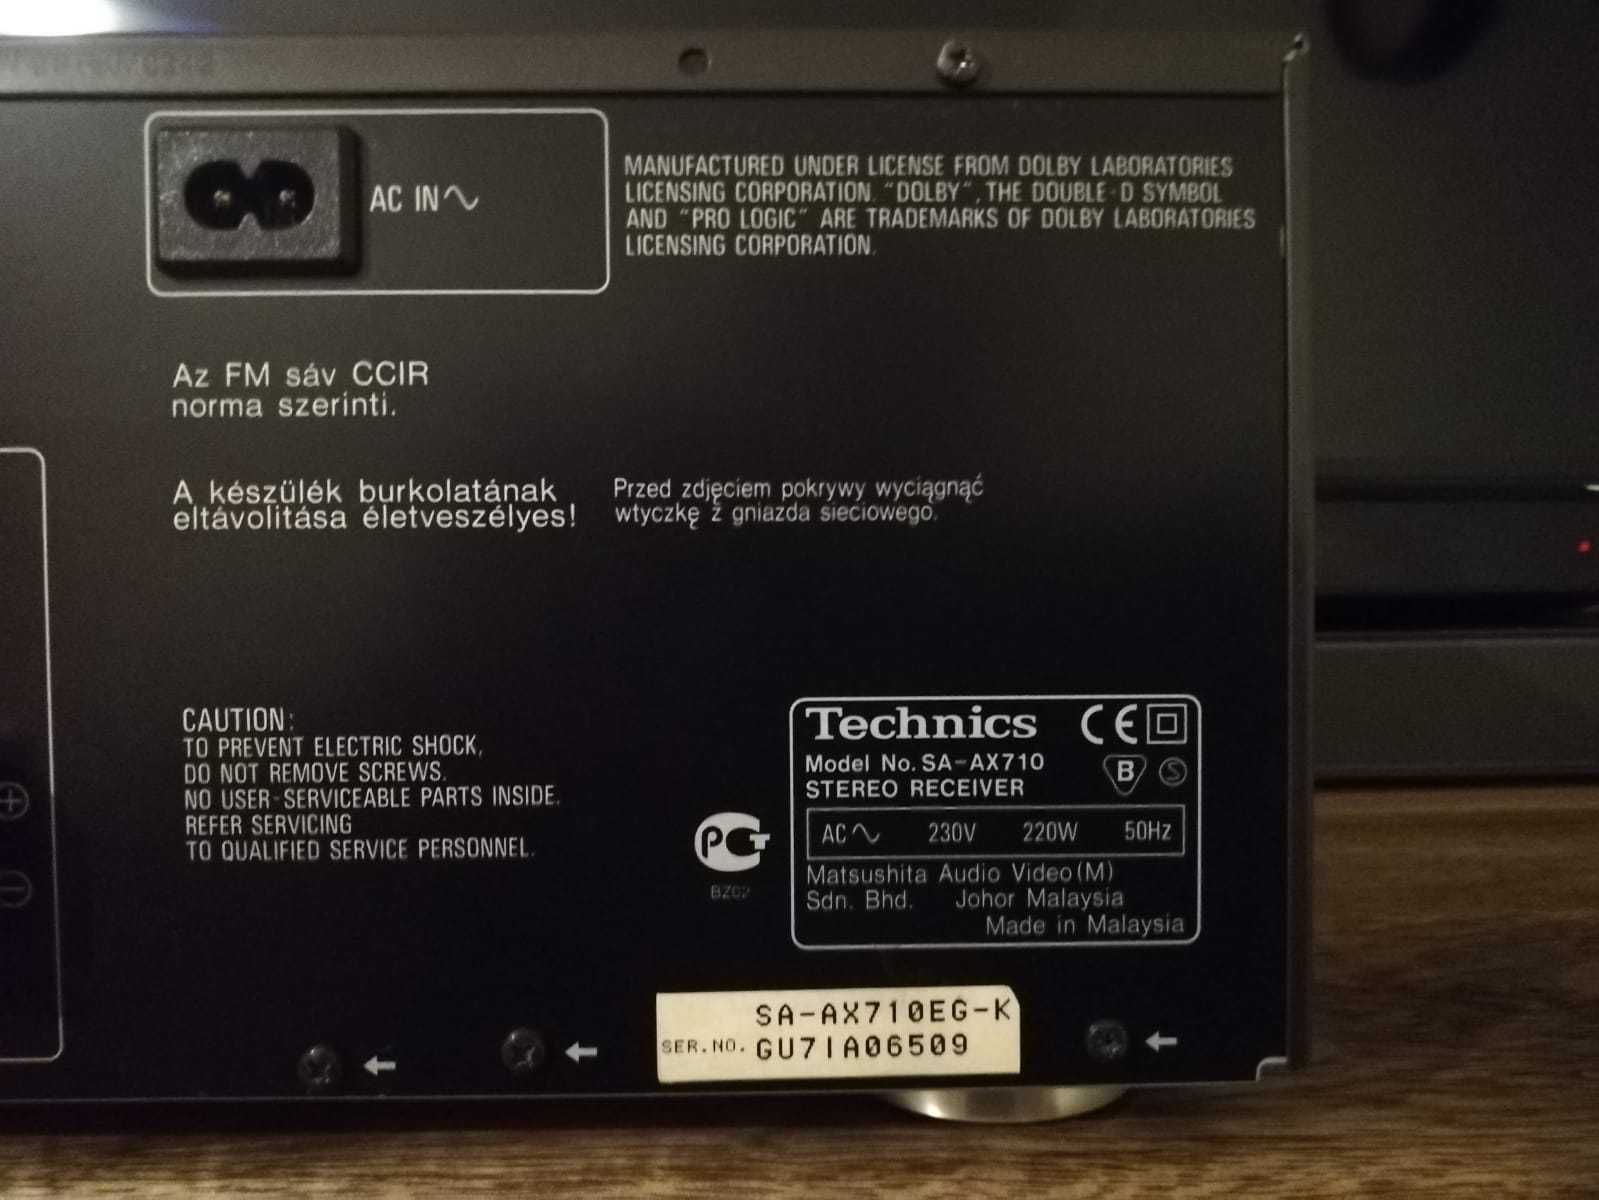 AC IN
MANUFACTURED UNDER LICENSE FROM DOLBY LABORATORIES
LICENSING CORPORATION. "DOLBY", THE DOUBLE-D SYMBOL
AND "PRO LOGIC" ARE TRADEMARKS OF DOLBY LABORATORIES
LICENSING CORPORATION.
Az FM sáv CCIR
norma szerinti.
A készülék burkolatának
eltávolitása életveszélyes!
Przed zdjęciem pokrywy wyciągnąć
wtyczkę z gniazda sieciowego.
CAUTION:
TO PREVENT ELECTRIC SHOCK,
DO NOT REMOVE SCREWS.
NO USER-SERVICEABLE PARTS INSIDE.
REFER SERVICING
TO QUALIFIED SERVICE PERSONNEL.
PCT
BZ02
Technics CE
Model No. SA-AX710 B S
STEREO RECEIVER
AC 230V 220W 50Hz
Matsushita Audio Video (M)
Sdn. Bhd. Johor Malaysia
Made in Malaysia
SA-AX710EG-K
SER.NO. GU7IA06509